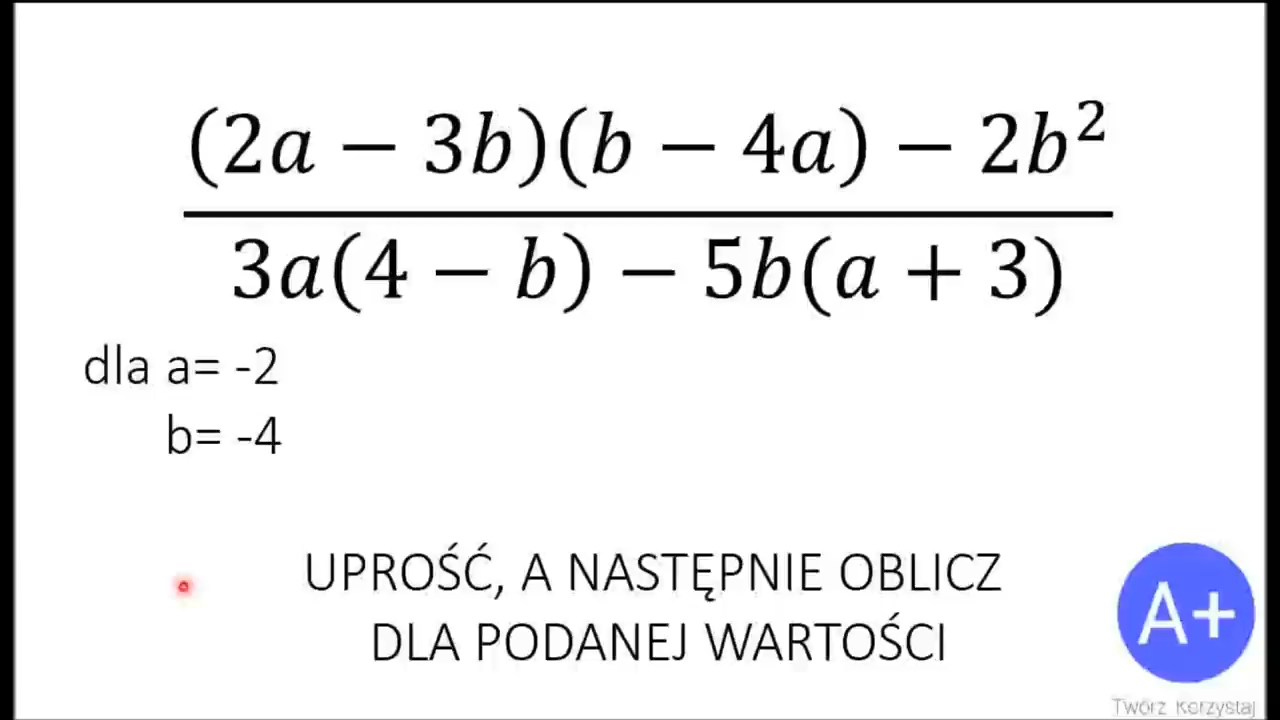 (2a − 3b)(b − 4a) − 2b²
3a(4 − b) − 5b(a + 3)
dla a= -2
b= -4
UPROŚĆ, A NASTĘPNIE OBLICZ
DLA PODANEJ WARTOŚCI
A+
Twórz Korzystaj